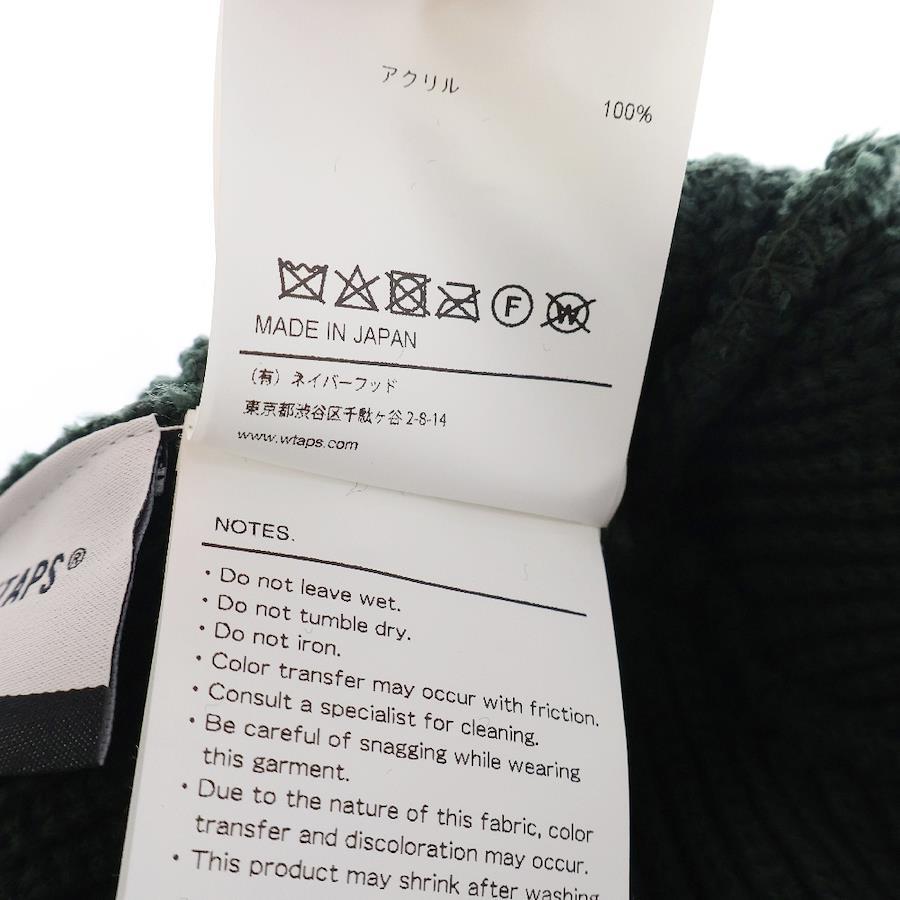 アクリル
100%
F W
MADE IN JAPAN
(有) ネイバーフッド
東京都渋谷区千駄ヶ谷 2-8-14
www.wtaps.com
NOTES.
・Do not leave wet.
・Do not tumble dry.
・Do not iron.
・Color transfer may occur with friction.
・Consult a specialist for cleaning.
・Be careful of snagging while wearing
this garment.
・Due to the nature of this fabric, color
transfer and discoloration may occur.
・This product may shrink after washing
TAPS®